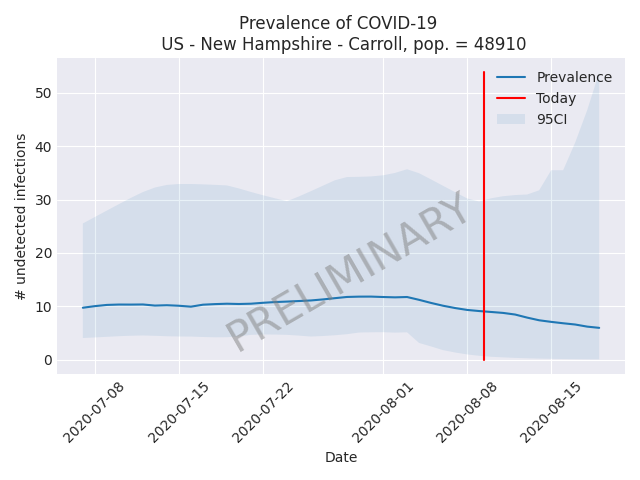 Prevalence of COVID-19
US - New Hampshire - Carroll, pop. = 48910
Prevalence
Today
95CI
50
40
30
20
10
0
# undetected infections
PRELIMINARY
2020-07-08
2020-07-15
2020-07-22
2020-08-01
2020-08-08
2020-08-15
Date